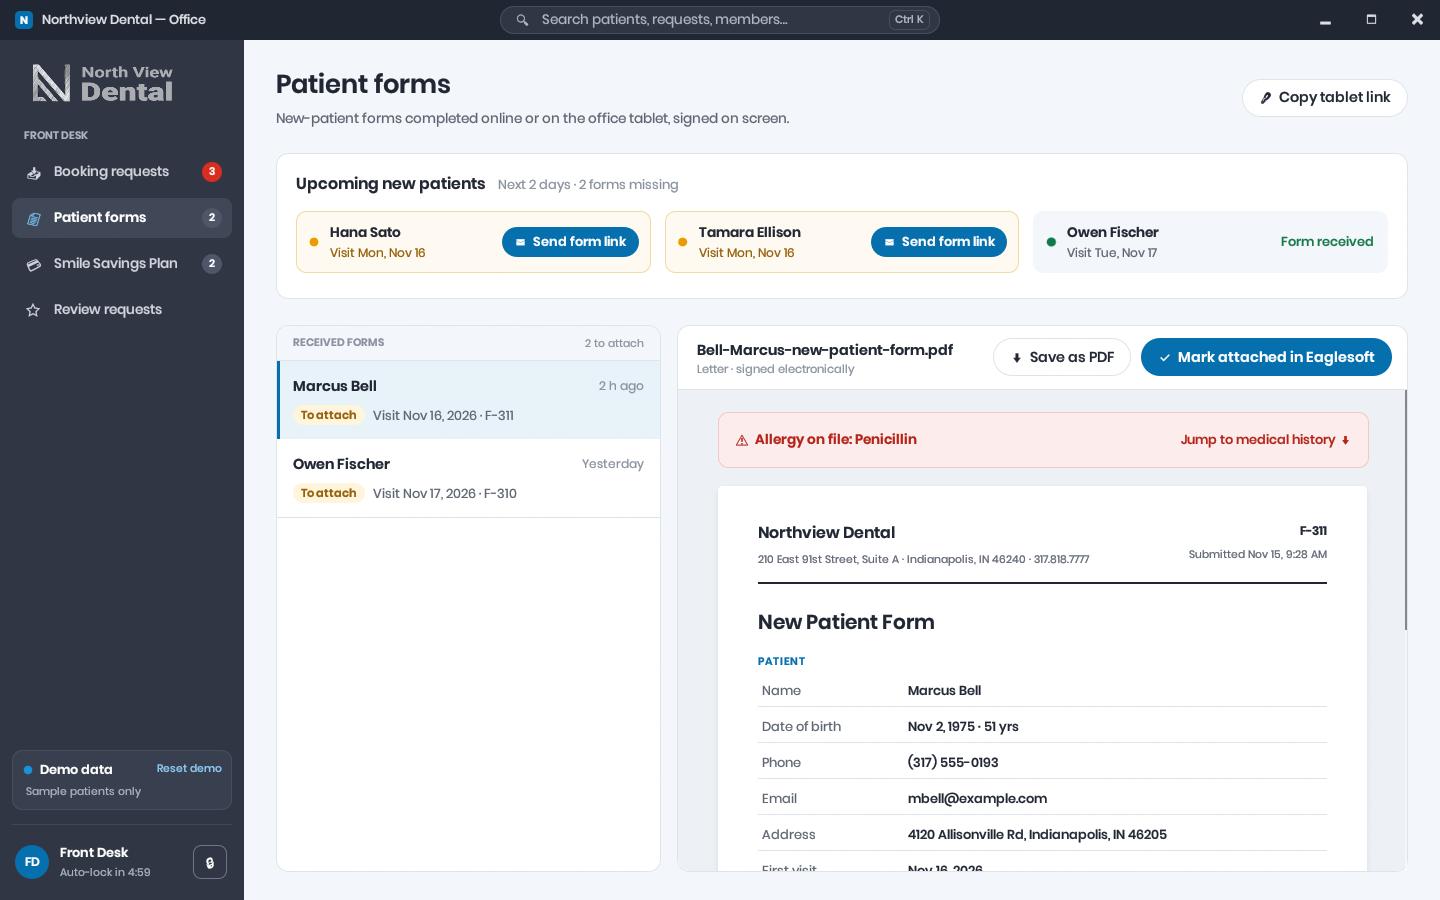 N Northview Dental — Office
Search patients, requests, members...
Ctrl K
North View
Dental
FRONT DESK
Booking requests 3
Patient forms 2
Smile Savings Plan 2
Review requests
Demo data Reset demo
Sample patients only
FD Front Desk
Auto-lock in 4:59
Patient forms
New-patient forms completed online or on the office tablet, signed on screen.
Copy tablet link
Upcoming new patients Next 2 days · 2 forms missing
Hana Sato
Visit Mon, Nov 16
Send form link
Tamara Ellison
Visit Mon, Nov 16
Send form link
Owen Fischer
Visit Tue, Nov 17
Form received
RECEIVED FORMS 2 to attach
Marcus Bell 2 h ago
To attach Visit Nov 16, 2026 · F-311
Owen Fischer Yesterday
To attach Visit Nov 17, 2026 · F-310
Bell-Marcus-new-patient-form.pdf
Letter · signed electronically
Save as PDF
Mark attached in Eaglesoft
Allergy on file: Penicillin Jump to medical history
Northview Dental F-311
210 East 91st Street, Suite A · Indianapolis, IN 46240 · 317.818.7777 Submitted Nov 15, 9:28 AM
New Patient Form
PATIENT
Name Marcus Bell
Date of birth Nov 2, 1975 · 51 yrs
Phone (317) 555-0193
Email mbell@example.com
Address 4120 Allisonville Rd, Indianapolis, IN 46205
First visit Nov 16, 2026